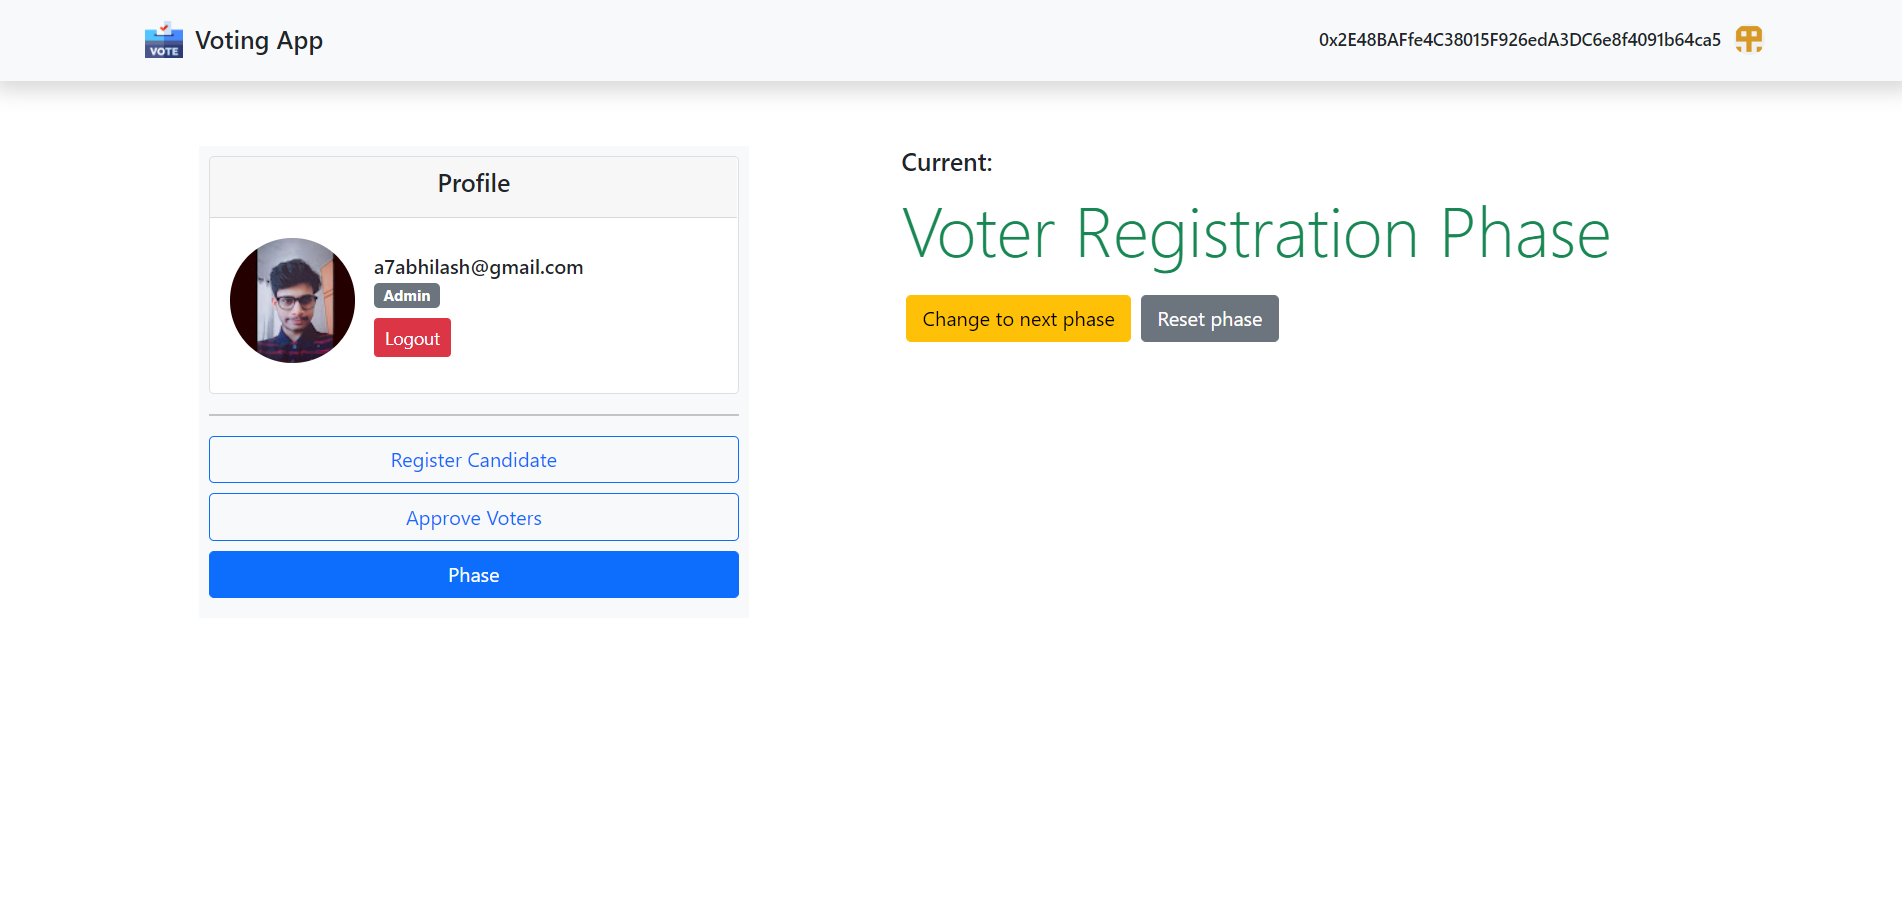 VOTE
Voting App
0x2E48BAFfe4C38015F926edA3DC6e8f4091b64ca5
Profile
a7abhilash@gmail.com
Admin
Logout
Register Candidate
Approve Voters
Phase
Current:
Voter Registration Phase
Change to next phase
Reset phase